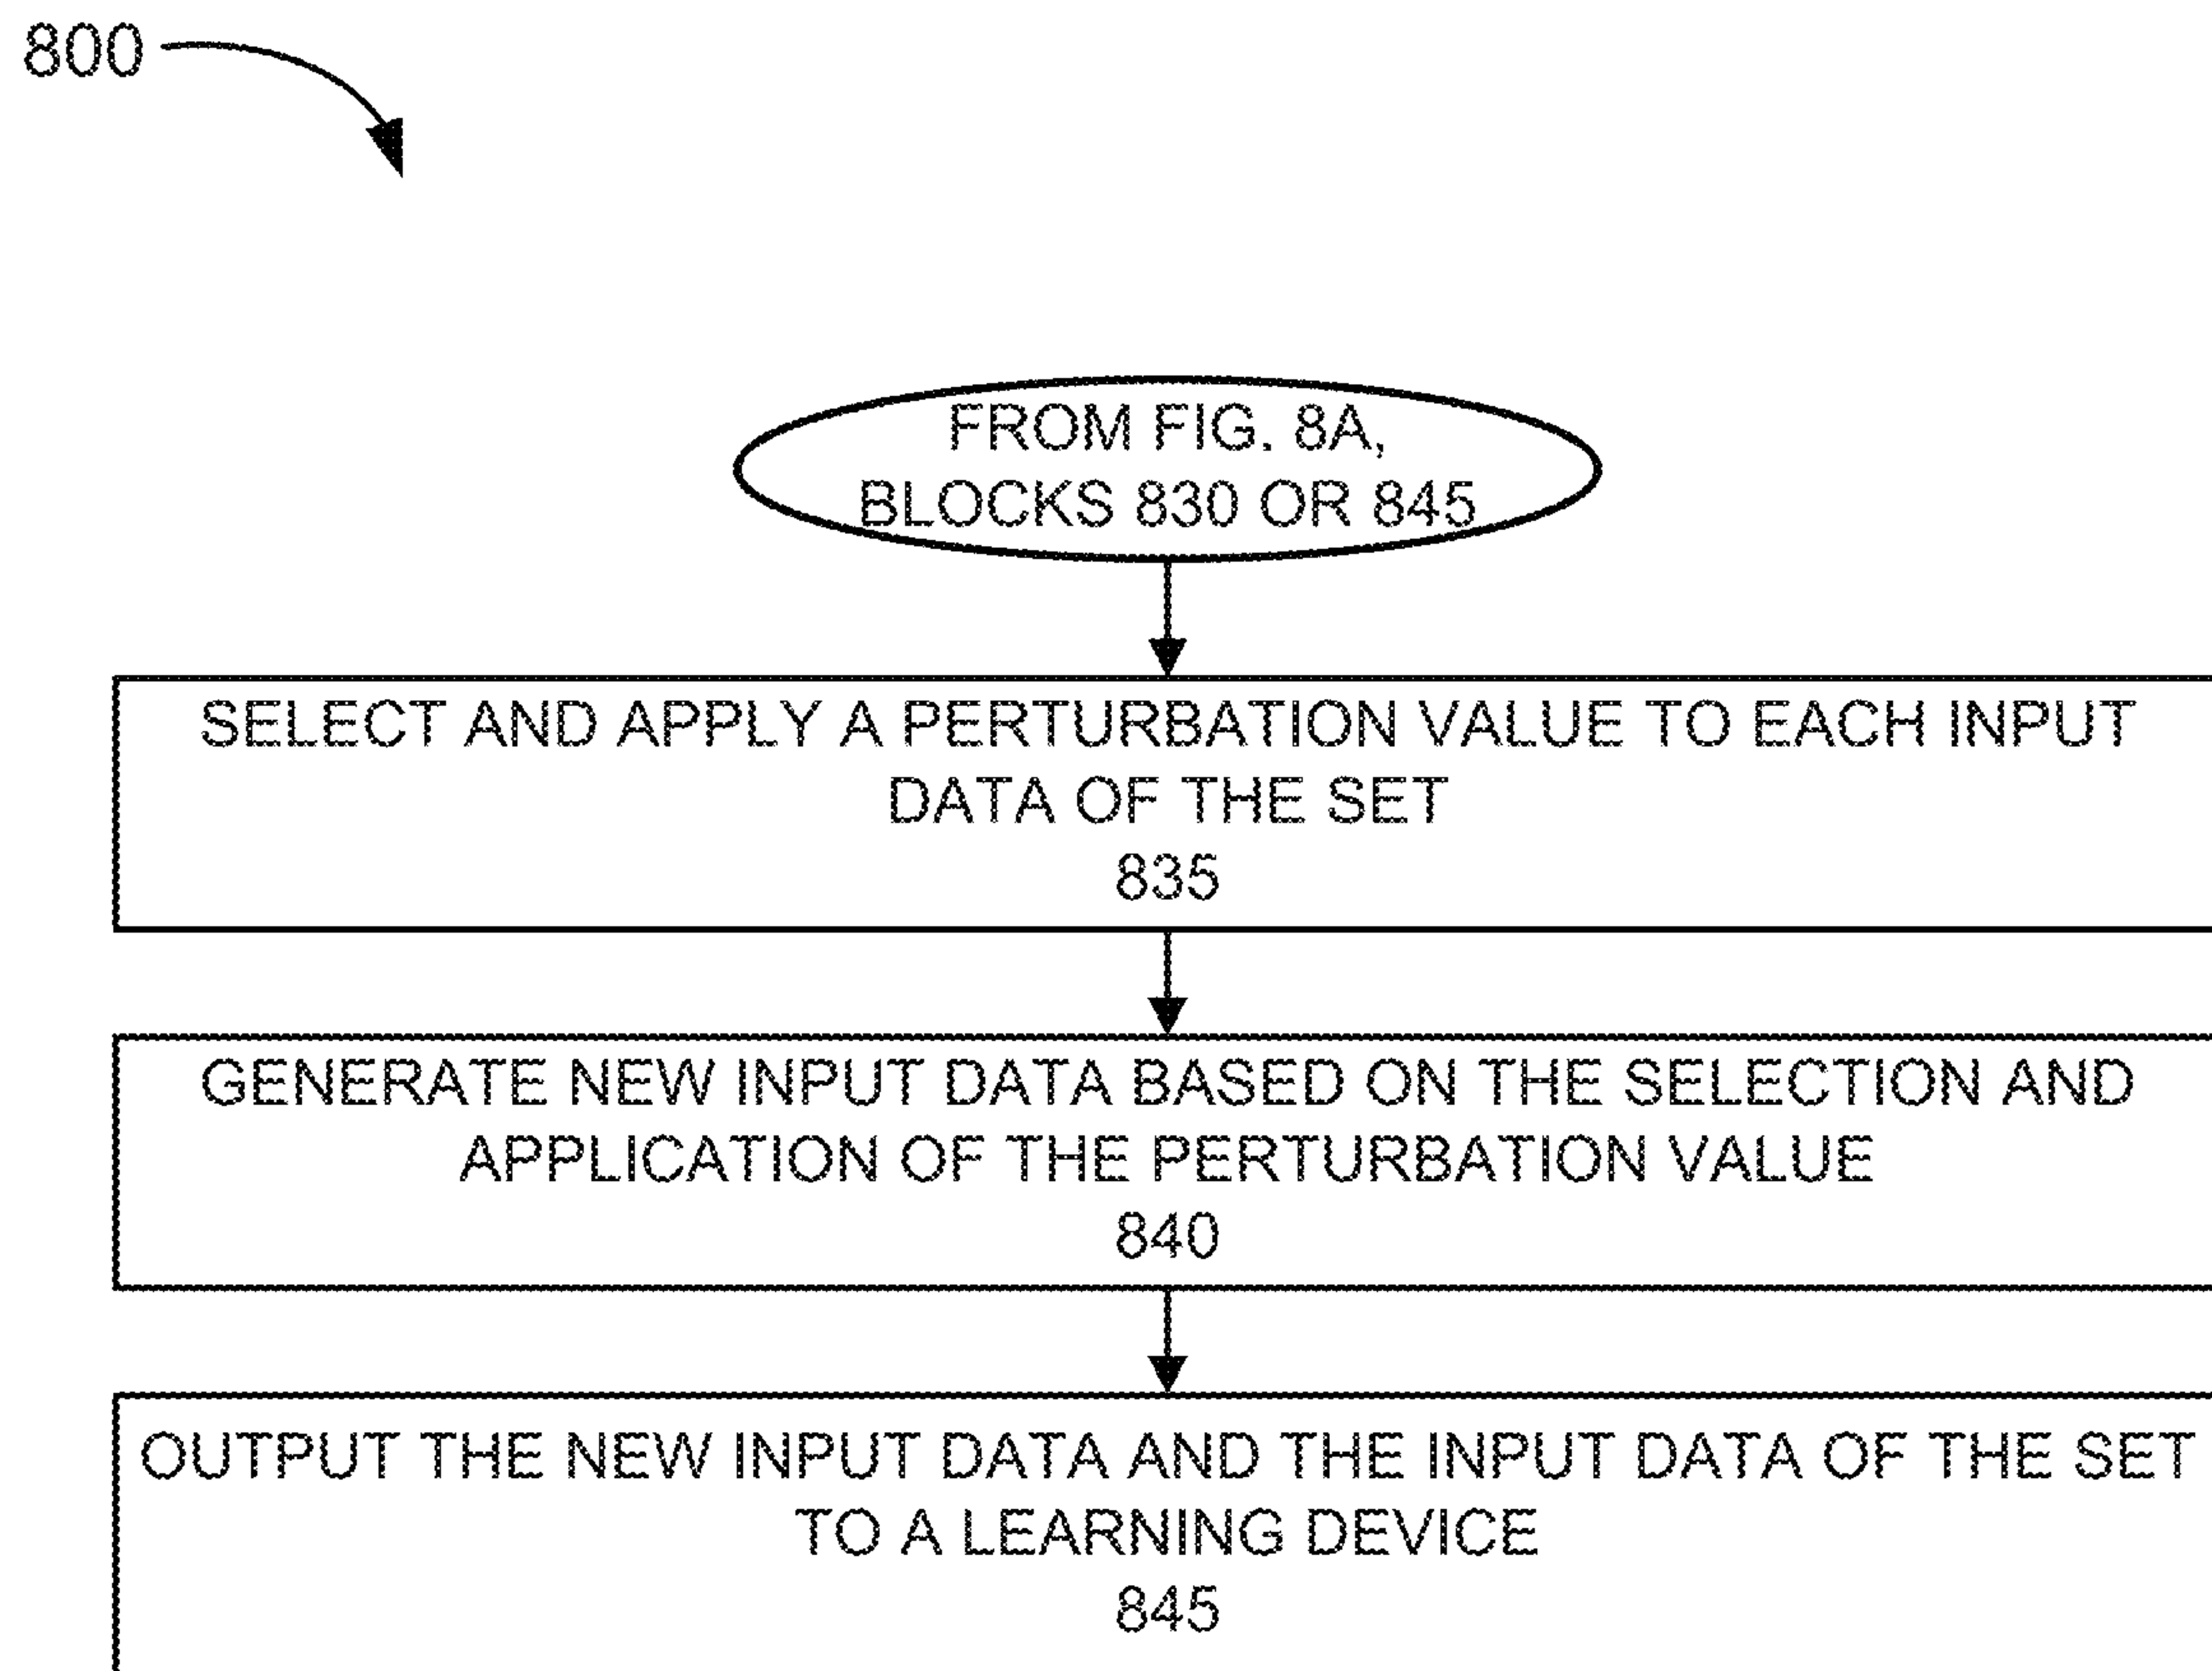 800
FROM FIG. 8A,
BLOCKS 830 OR 845
SELECT AND APPLY A PERTURBATION VALUE TO EACH INPUT
DATA OF THE SET
835
GENERATE NEW INPUT DATA BASED ON THE SELECTION AND
APPLICATION OF THE PERTURBATION VALUE
840
OUTPUT THE NEW INPUT DATA AND THE INPUT DATA OF THE SET
TO A LEARNING DEVICE
845